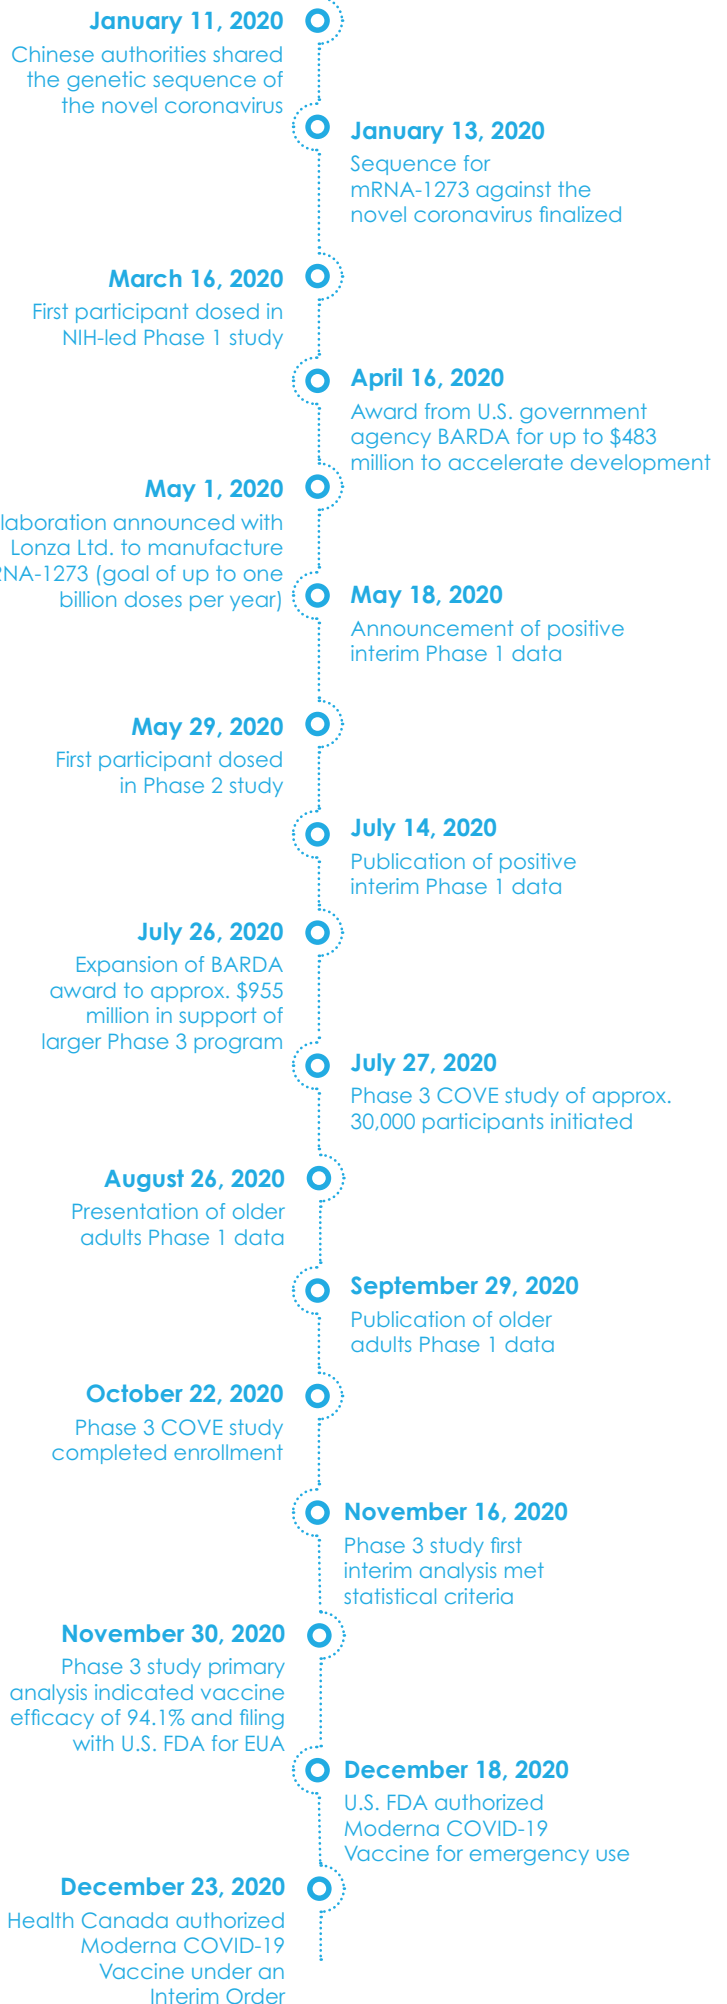 January 11, 2020
Chinese authorities shared
the genetic sequence of
the novel coronavirus
January 13, 2020
Sequence for
mRNA-1273 against the
novel coronavirus finalized
March 16, 2020
First participant dosed in
NIH-led Phase 1 study
April 16, 2020
Award from U.S. government
agency BARDA for up to $483
million to accelerate development
May 1, 2020
laboration announced with
Lonza Ltd. to manufacture
NA-1273 (goal of up to one
billion doses per year)
May 18, 2020
Announcement of positive
interim Phase 1 data
May 29, 2020
First participant dosed
in Phase 2 study
July 14, 2020
Publication of positive
interim Phase 1 data
July 26, 2020
Expansion of BARDA
award to approx. $955
million in support of
larger Phase 3 program
July 27, 2020
Phase 3 COVE study of approx.
30,000 participants initiated
August 26, 2020
Presentation of older
adults Phase 1 data
September 29, 2020
Publication of older
adults Phase 1 data
October 22, 2020
Phase 3 COVE study
completed enrollment
November 16, 2020
Phase 3 study first
interim analysis met
statistical criteria
November 30, 2020
Phase 3 study primary
analysis indicated vaccine
efficacy of 94.1% and filing
with U.S. FDA for EUA
December 18, 2020
U.S. FDA authorized
Moderna COVID-19
Vaccine for emergency use
December 23, 2020
Health Canada authorized
Moderna COVID-19
Vaccine under an
Interim Order